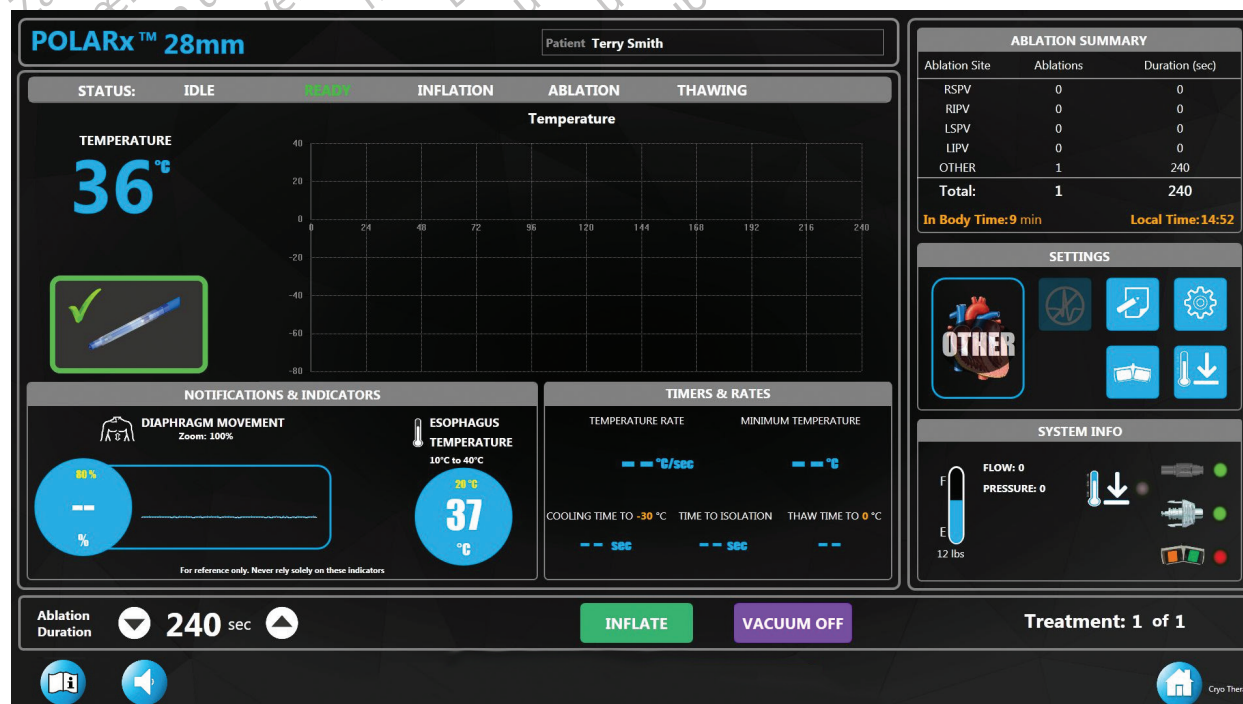 POLARx™ 28mm
Patient Terry Smith
STATUS: IDLE READY INFLATION ABLATION THAWING
TEMPERATURE
36 °C
Temperature
40
20
0
-20
-40
-60
-80
0 24 48 72 96 120 144 168 192 216 240
NOTIFICATIONS & INDICATORS
DIAPHRAGM MOVEMENT
Zoom: 100%
80 %
--
%
ESOPHAGUS
TEMPERATURE
10°C to 40°C
20 °C
37
°C
For reference only. Never rely solely on these indicators
TIMERS & RATES
TEMPERATURE RATE MINIMUM TEMPERATURE
-- °C/sec -- °C
COOLING TIME TO -30 °C TIME TO ISOLATION THAW TIME TO 0 °C
-- sec -- sec --
ABLATION SUMMARY
Ablation Site Ablations Duration (sec)
RSPV 0 0
RIPV 0 0
LSPV 0 0
LIPV 0 0
OTHER 1 240
Total: 1 240
In Body Time: 9 min Local Time: 14:52
SETTINGS
OTHER
SYSTEM INFO
F
E
12 lbs
FLOW: 0
PRESSURE: 0
Ablation
Duration
240 sec
INFLATE
VACUUM OFF
Treatment: 1 of 1
i
Cryo Ther